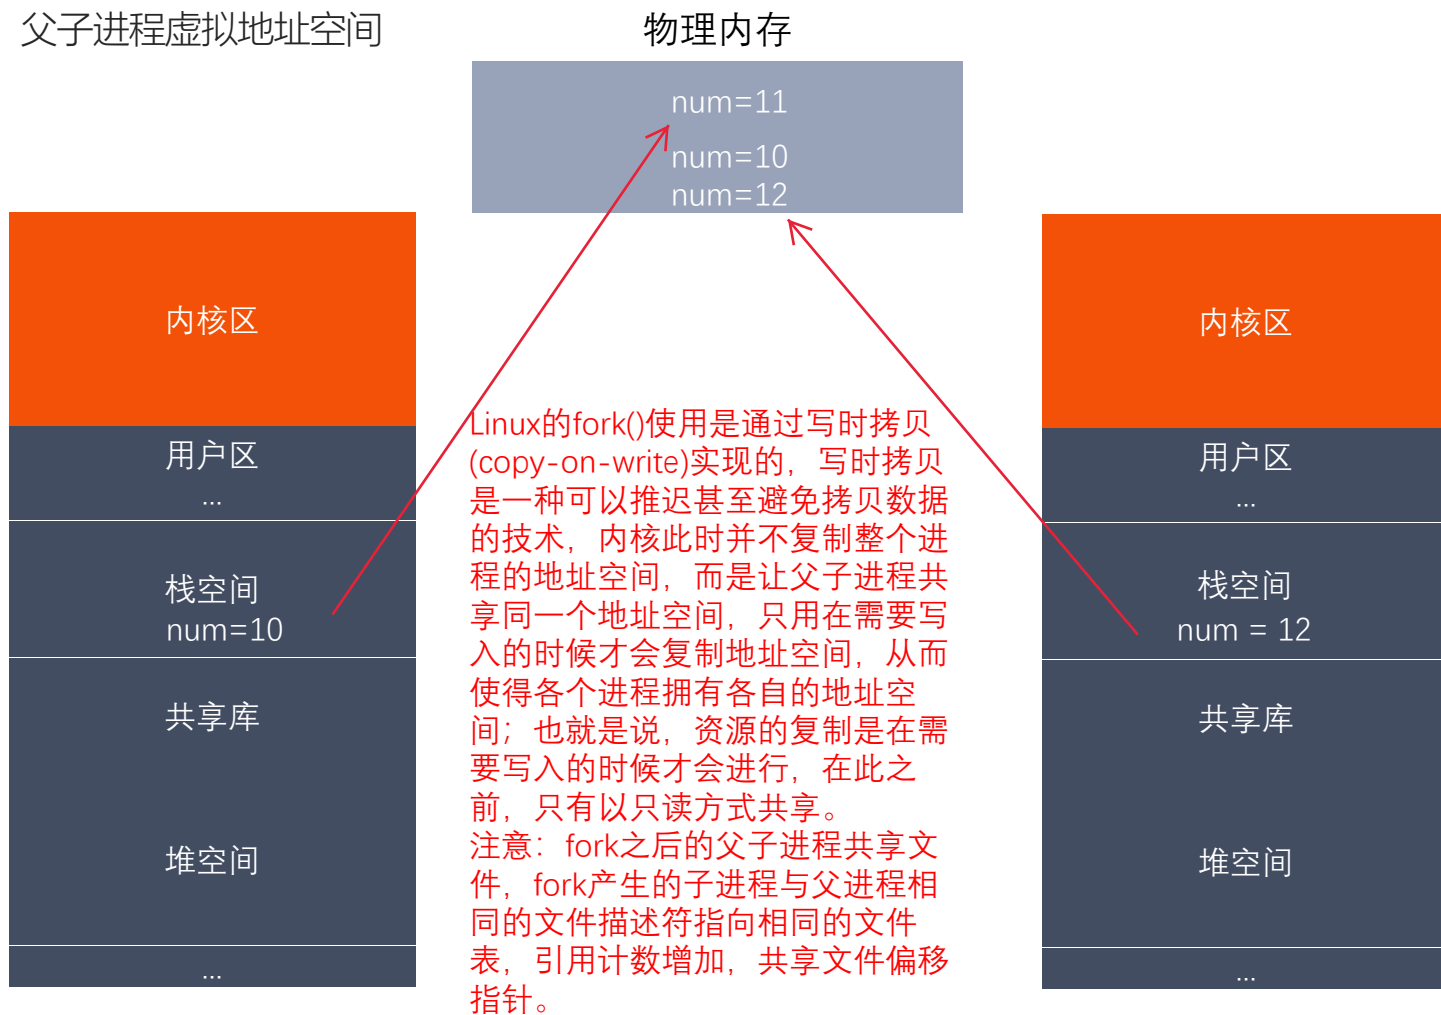 父子进程虚拟地址空间
物理内存
num=11
num=10
num=12
内核区
用户区
...
栈空间
num=10
共享库
堆空间
...
Linux的fork()使用是通过写时拷贝
(copy-on-write)实现的，写时拷贝
是一种可以推迟甚至避免拷贝数据
的技术，内核此时并不复制整个进
程的地址空间，而是让父子进程共
享同一个地址空间，只用在需要写
入的时候才会复制地址空间，从而
使得各个进程拥有各自的地址空
间；也就是说，资源的复制是在需
要写入的时候才会进行，在此之
前，只有以只读方式共享。
注意：fork之后的父子进程共享文
件，fork产生的子进程与父进程相
同的文件描述符指向相同的文件
表，引用计数增加，共享文件偏移
指针。
内核区
用户区
...
栈空间
num = 12
共享库
堆空间
...